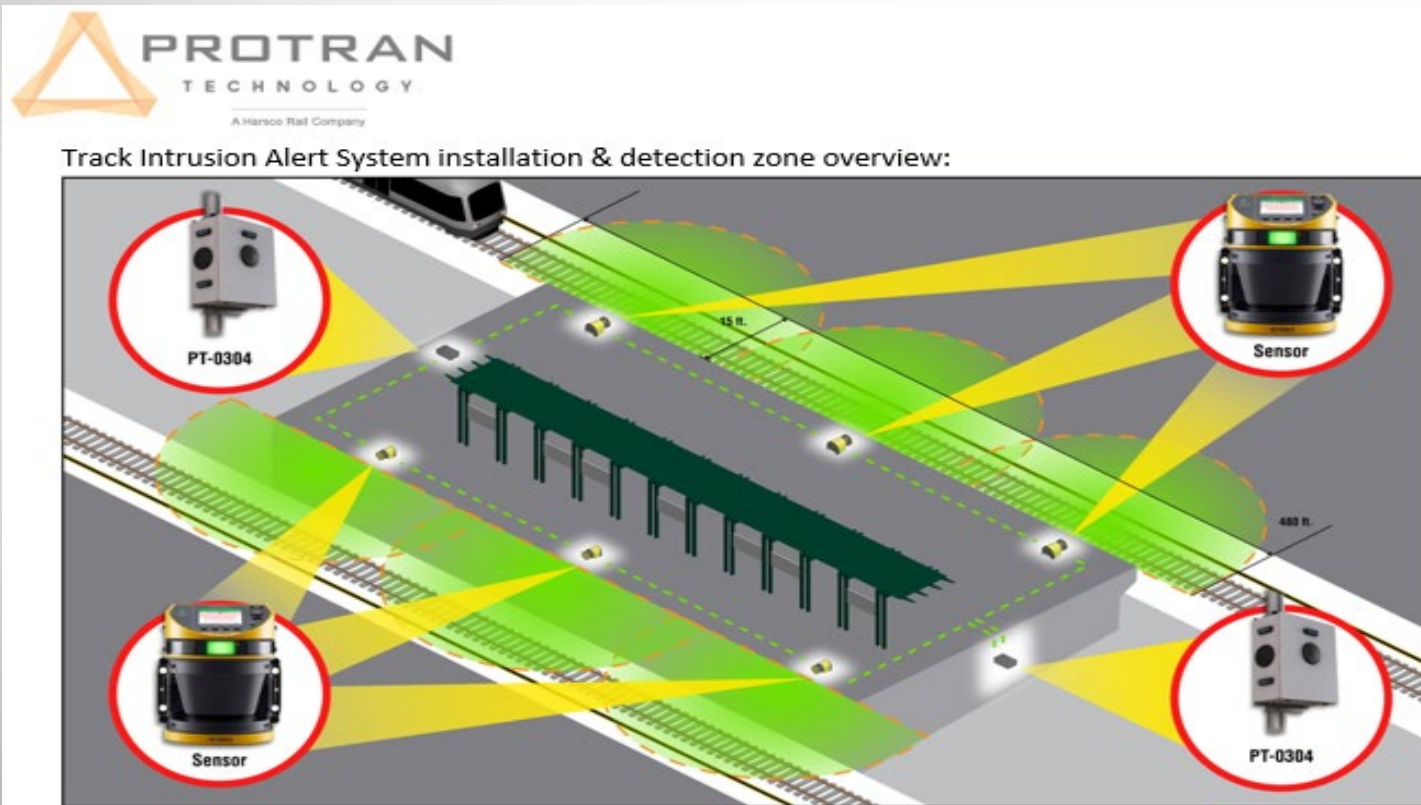 PROTRAN
TECHNOLOGY
A Harsco Rail Company
Track Intrusion Alert System installation & detection zone overview:
PT-0304
15 ft.
Sensor
480 ft.
Sensor
PT-0304